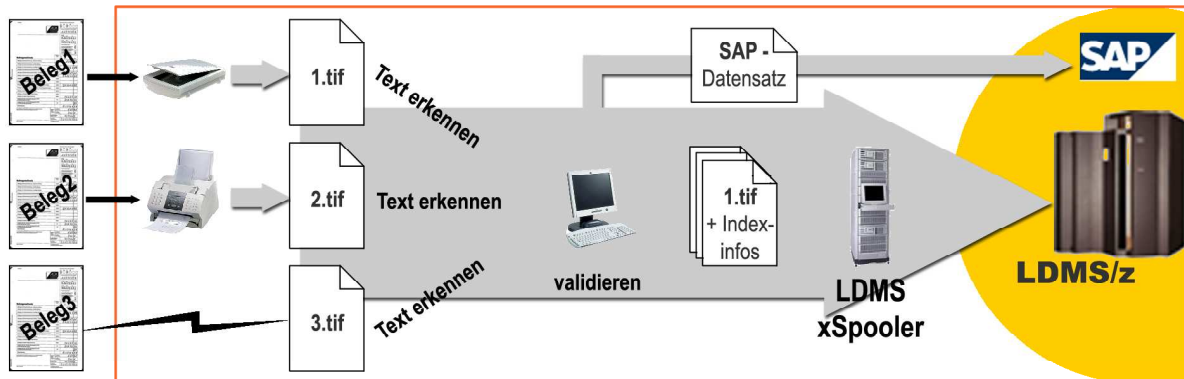 Beleg1
1.tif
Text erkennen
SAP -
Datensatz
SAP
Beleg2
2.tif
Text erkennen
validieren
1.tif
+ Index-
infos
LDMS
xSpooler
LDMS/z
Beleg3
3.tif
Text erkennen